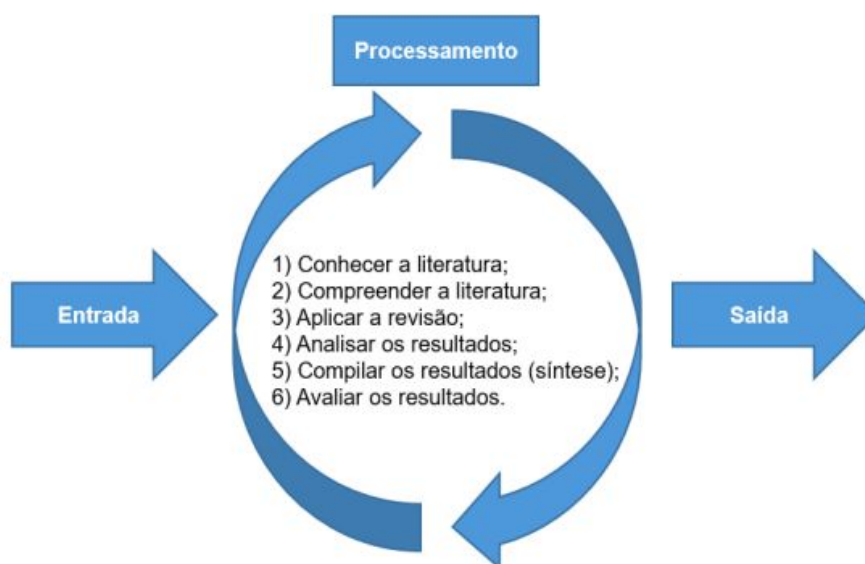 Processamento
Entrada
1) Conhecer a literatura;
2) Compreender a literatura;
3) Aplicar a revisão;
4) Analisar os resultados;
5) Compilar os resultados (síntese);
6) Avaliar os resultados.
Saída